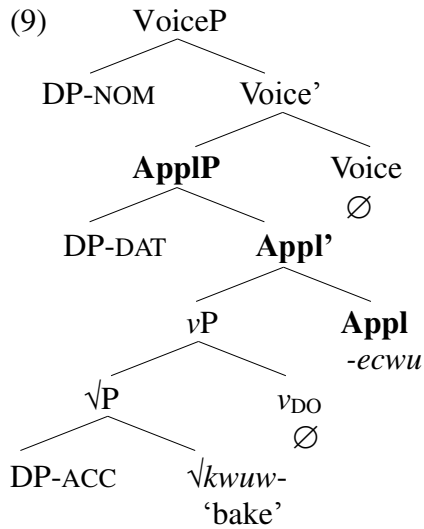 (9) VoiceP
DP-NOM Voice’
ApplP Voice
∅
DP-DAT Appl’
vP Appl
-ecwu
√P vDO
∅
DP-ACC √kwuw-
‘bake’